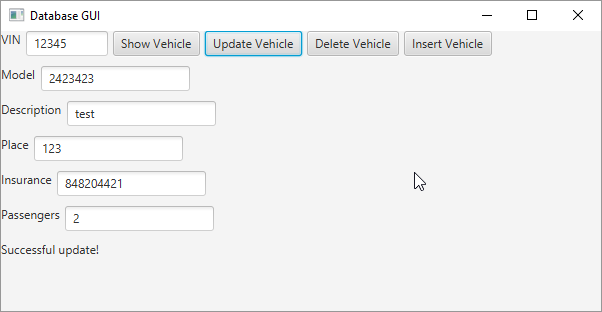 Database GUI
VIN 12345 Show Vehicle Update Vehicle Delete Vehicle Insert Vehicle
Model 2423423
Description test
Place 123
Insurance 848204421
Passengers 2
Successful update!